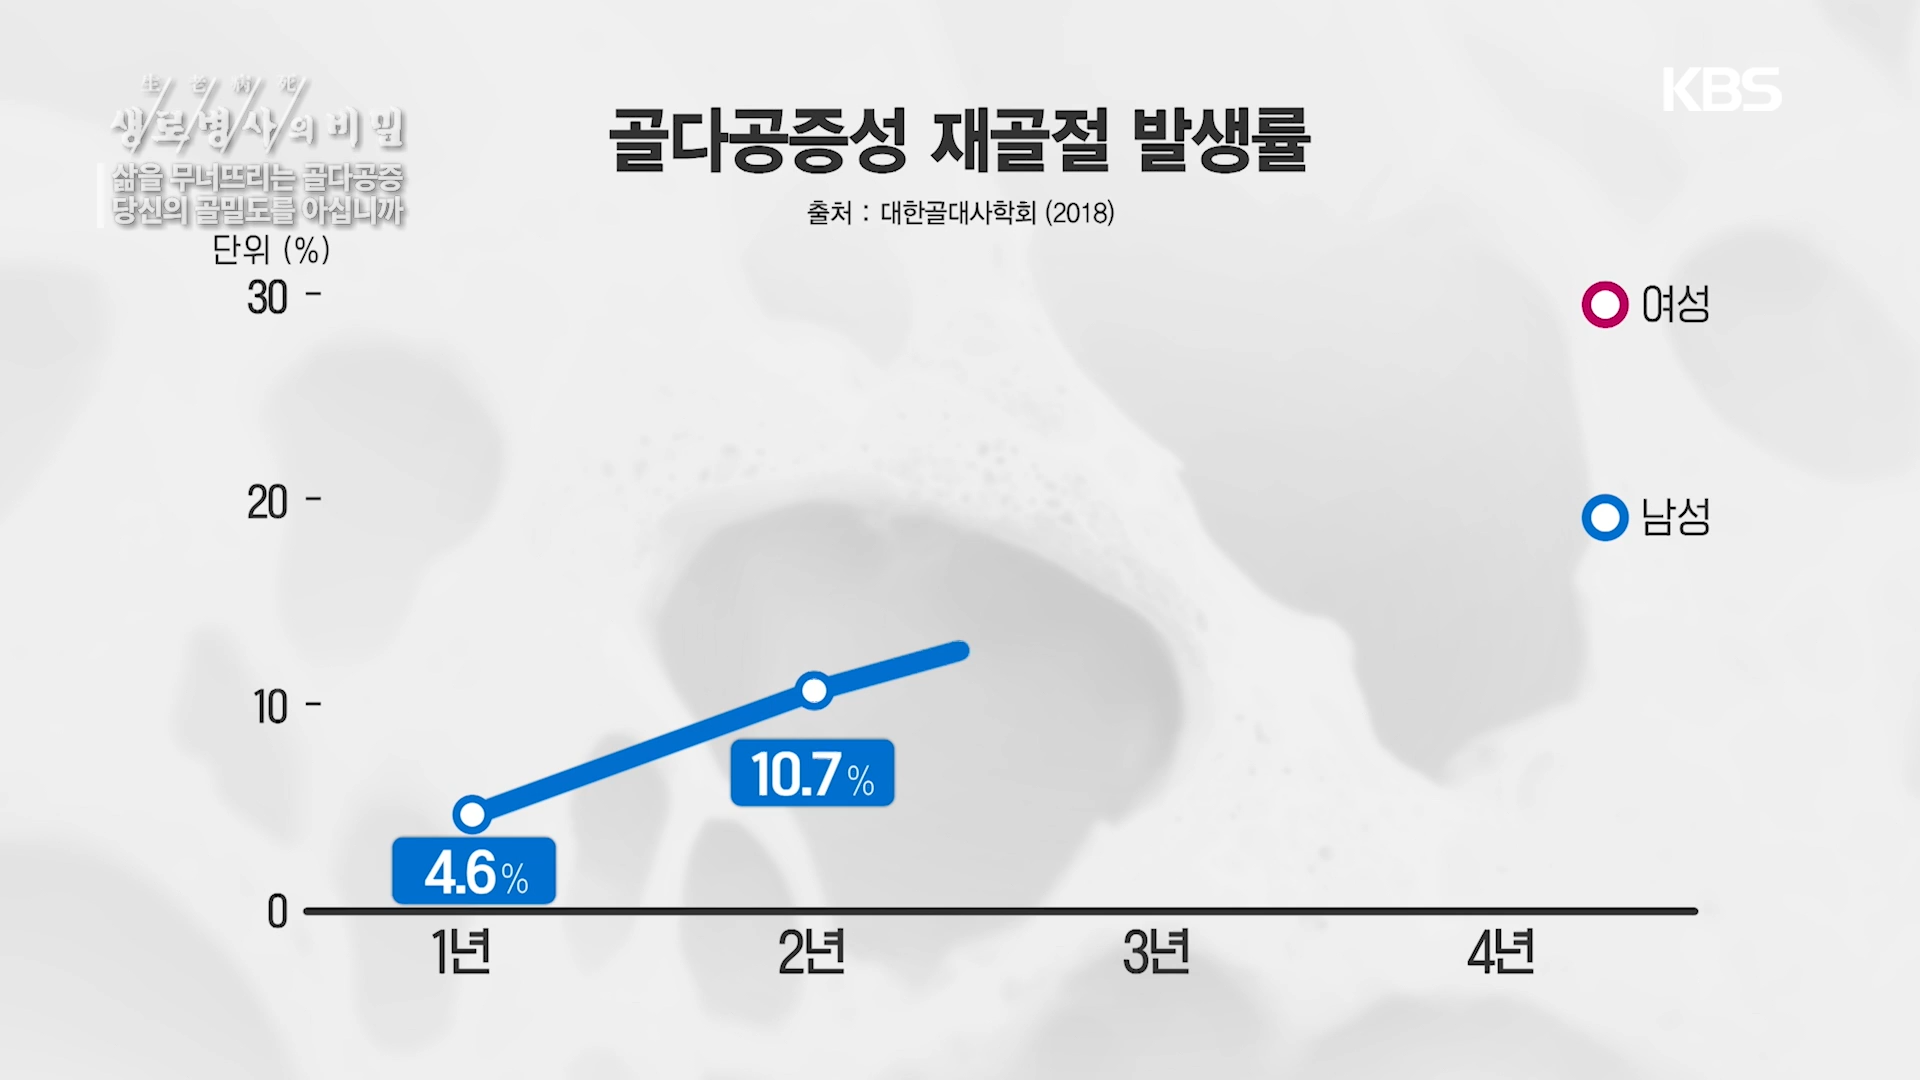 生老病死
생로병사의 비밀
삶을 무너뜨리는 골다공증
당신의 골밀도를 아십니까
KBS
골다공증성 재골절 발생률
출처 : 대한골대사학회 (2018)
단위 (%)
30
여성
20
남성
10
10.7 %
4.6 %
0
1년 2년 3년 4년